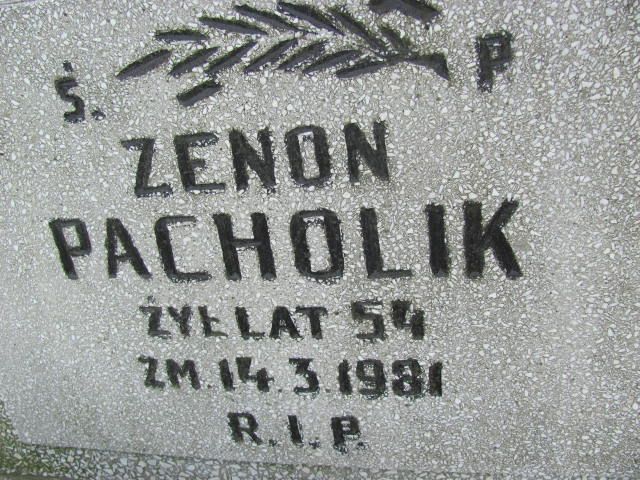 Ś. P
ZENON
PACHOLIK
ŻYŁ LAT 54
ZM. 14.3.1981
R.I.P.